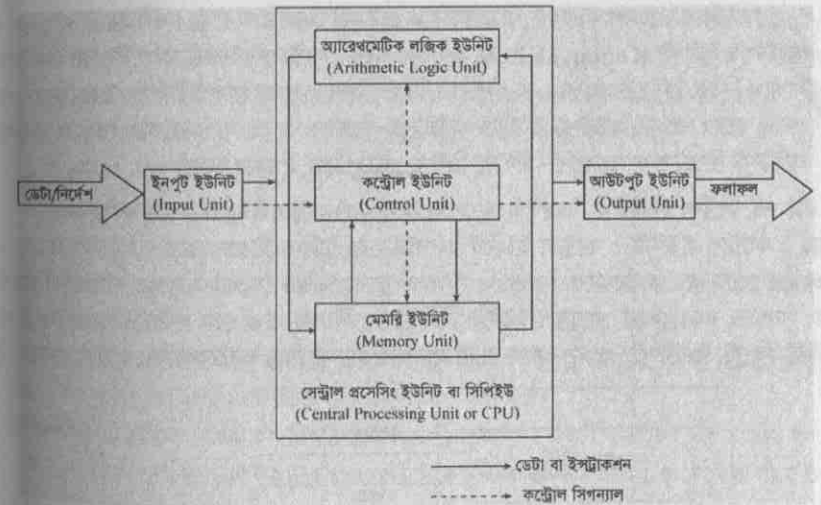 অ্যারেথমেটিক লজিক ইউনিট
(Arithmetic Logic Unit)
ডেটা/নির্দেশ
ইনপুট ইউনিট
(Input Unit)
কন্ট্রোল ইউনিট
(Control Unit)
আউটপুট ইউনিট
(Output Unit)
ফলাফল
মেমরি ইউনিট
(Memory Unit)
সেন্ট্রাল প্রসেসিং ইউনিট বা সিপিইউ
(Central Processing Unit or CPU)
ডেটা বা ইন্সট্রাকশন
কন্ট্রোল সিগন্যাল